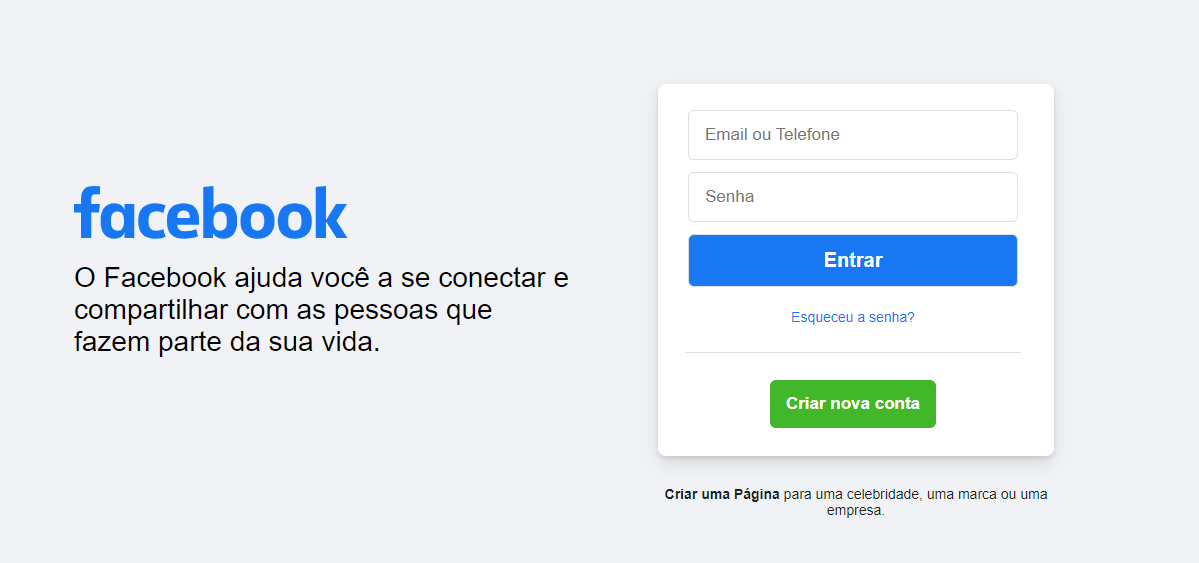 facebook
O Facebook ajuda você a se conectar e
compartilhar com as pessoas que
fazem parte da sua vida.
Email ou Telefone
Senha
Entrar
Esqueceu a senha?
Criar nova conta
Criar uma Página para uma celebridade, uma marca ou uma
empresa.